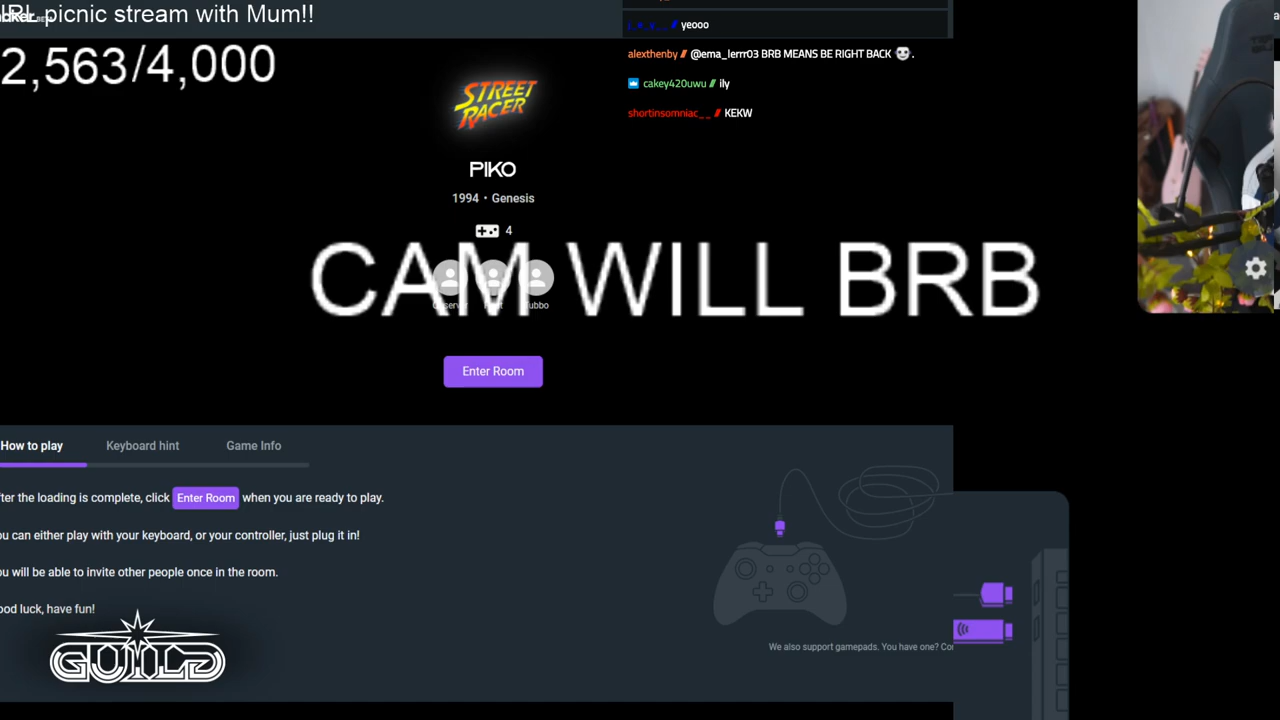 IRL picnic stream with Mum!!
2,563/4,000
yeooo
alexthenby // @ema_lerrr03 BRB MEANS BE RIGHT BACK .
cakey420uwu // ily
shortinsomniac__ // KEKW
STREET
RACER
PIKO
1994 • Genesis
4
CAM WILL BRB
Enter Room
How to play
Keyboard hint
Game Info
fter the loading is complete, click Enter Room when you are ready to play.
ou can either play with your keyboard, or your controller, just plug it in!
ou will be able to invite other people once in the room.
ood luck, have fun!
GUILD
We also support gamepads. You have one? Co